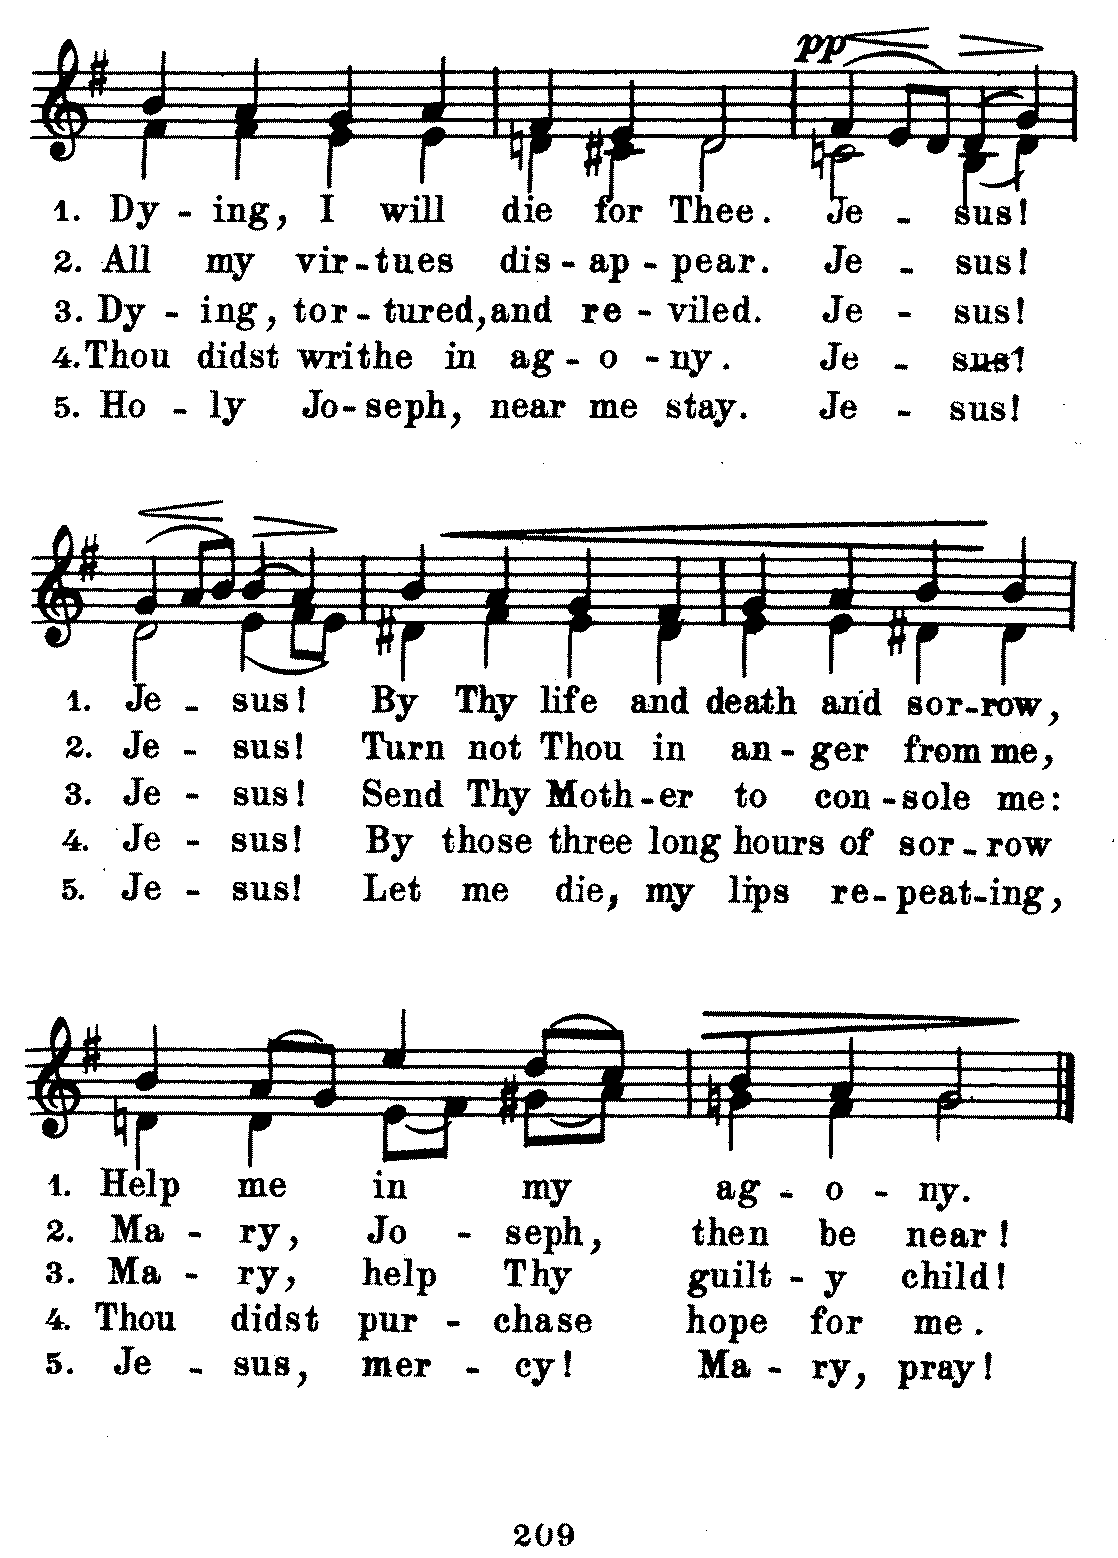 pp
1. Dy - ing, I will die for Thee. Je - sus!
2. All my vir-tues dis - ap - pear. Je - sus!
3. Dy - ing, tor - tured, and re - viled. Je - sus!
4. Thou didst writhe in ag - o - ny. Je - sus!
5. Ho - ly Jo-seph, near me stay. Je - sus!
1. Je - sus! By Thy life and death and sor-row,
2. Je - sus! Turn not Thou in an - ger from me,
3. Je - sus! Send Thy Moth-er to con-sole me:
4. Je - sus! By those three long hours of sor-row
5. Je - sus! Let me die, my lips re-peat-ing,
1. Help me in my ag - o - ny.
2. Ma - ry, Jo - seph, then be near!
3. Ma - ry, help Thy guilt - y child!
4. Thou didst pur - chase hope for me.
5. Je - sus, mer - cy! Ma - ry, pray!
209